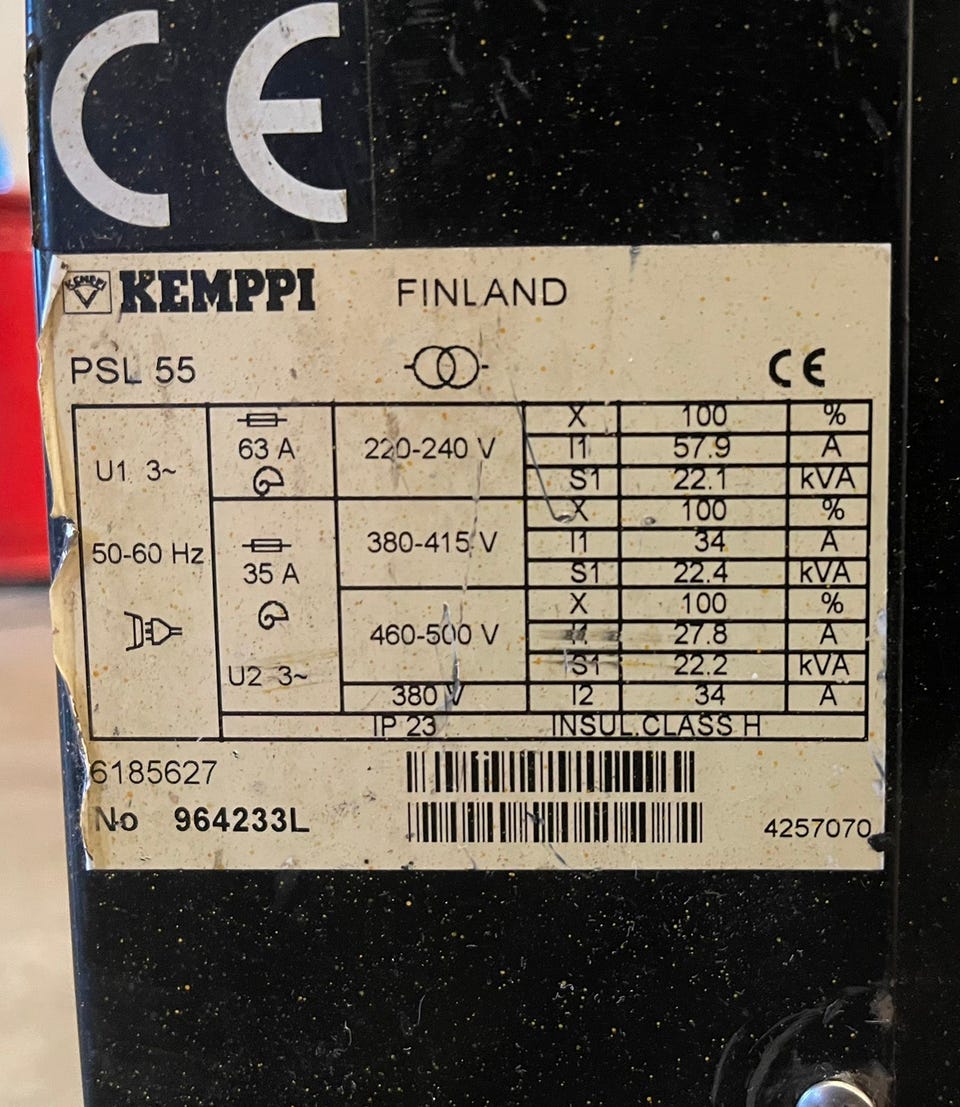 CE
KEMPPI KEMPPI FINLAND
PSL 55 CE
U1 3~
50-60 Hz
63 A
220-240 V
X 100 %
I1 57.9 A
S1 22.1 kVA
35 A
380-415 V
X 100 %
I1 34 A
S1 22.4 kVA
460-500 V
X 100 %
I1 27.8 A
S1 22.2 kVA
U2 3~
380 V I2 34 A
IP 23 INSUL.CLASS H
6185627
No 964233L
4257070